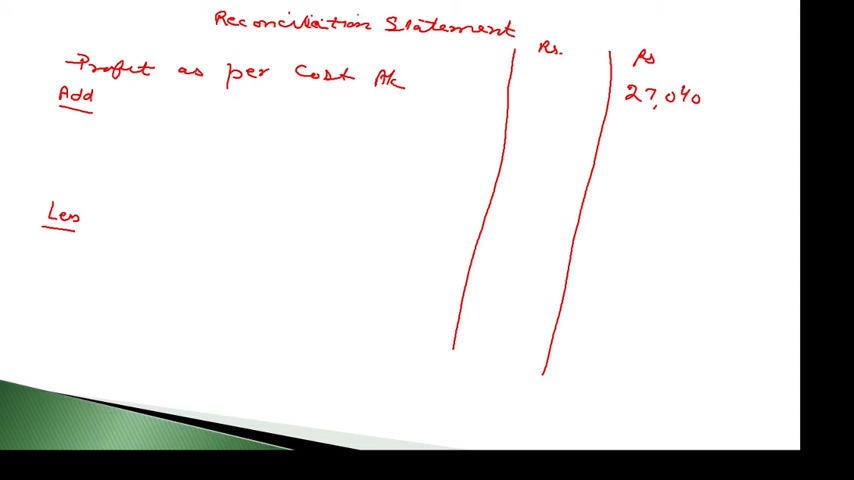 Reconciliation Statement
Rs. Rs
Profit as per Cost A/c 27,040
Add
Less